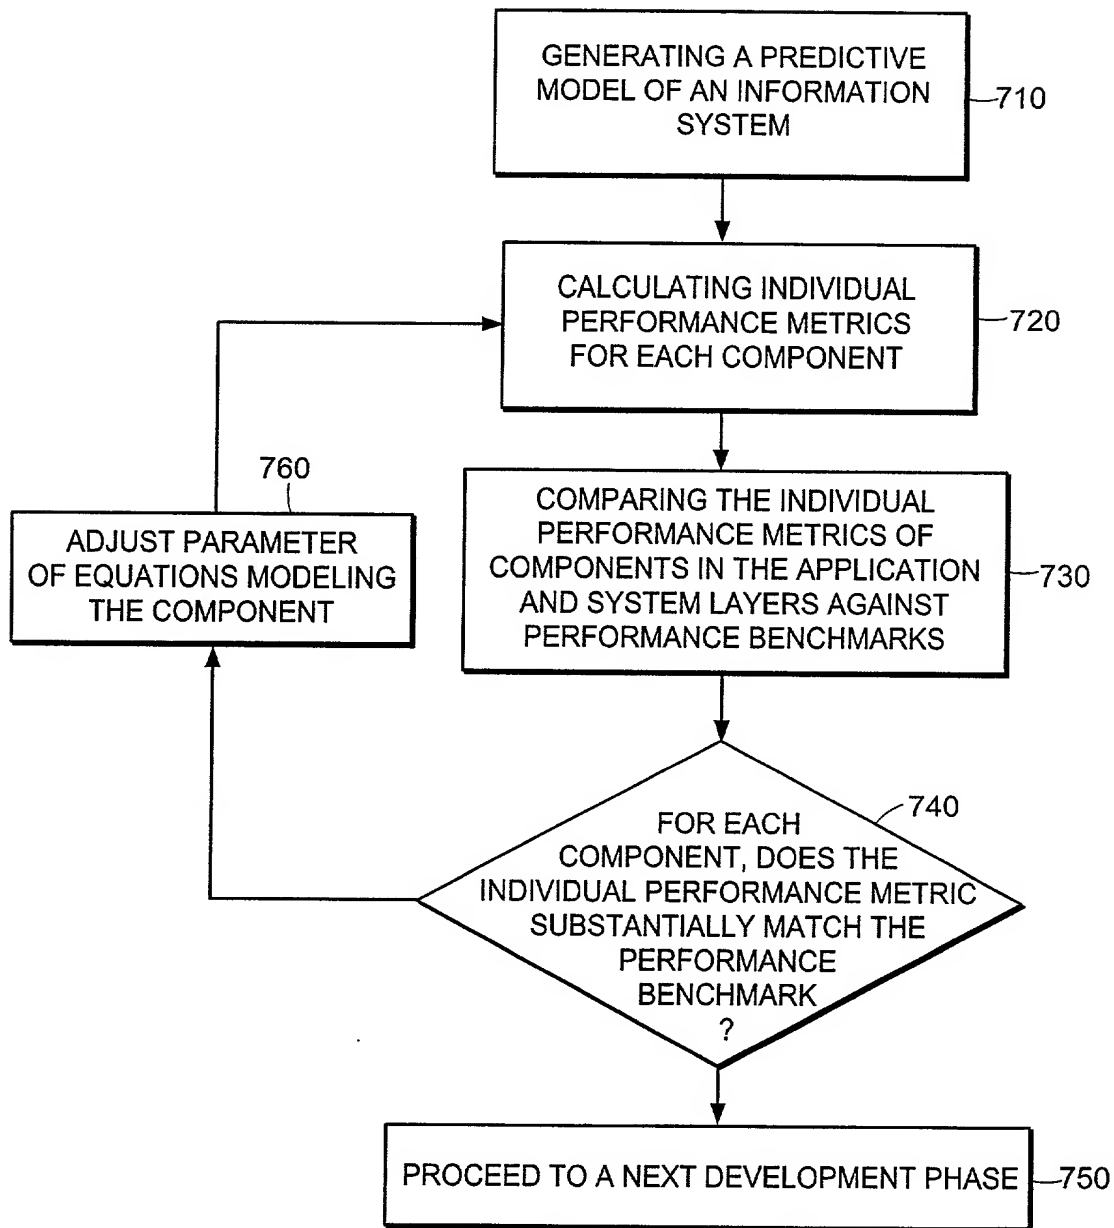 GENERATING A PREDICTIVE
MODEL OF AN INFORMATION
SYSTEM
710
CALCULATING INDIVIDUAL
PERFORMANCE METRICS
FOR EACH COMPONENT
720
760
ADJUST PARAMETER
OF EQUATIONS MODELING
THE COMPONENT
COMPARING THE INDIVIDUAL
PERFORMANCE METRICS OF
COMPONENTS IN THE APPLICATION
AND SYSTEM LAYERS AGAINST
PERFORMANCE BENCHMARKS
730
740
FOR EACH
COMPONENT, DOES THE
INDIVIDUAL PERFORMANCE METRIC
SUBSTANTIALLY MATCH THE
PERFORMANCE
BENCHMARK
?
PROCEED TO A NEXT DEVELOPMENT PHASE
750